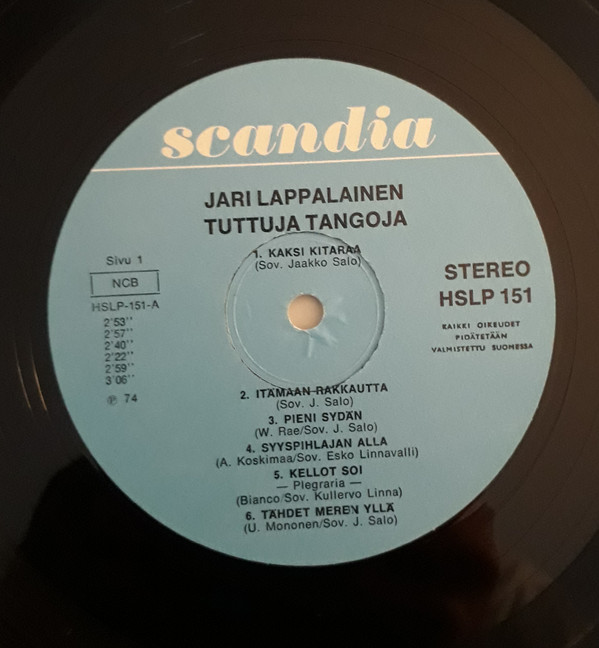 scandia
JARI LAPPALAINEN
TUTTUJA TANGOJA
1. KAKSI KITARAA
(Sov. Jaakko Salo)
Sivu 1
NCB
HSLP-151-A
2'53''
2'57''
2'40''
2'22''
2'59''
3'06''
℗ 74
STEREO
HSLP 151
KAIKKI OIKEUDET
PIDÄTETÄÄN
VALMISTETTU SUOMESSA
2. ITÄMAAN RAKKAUTTA
(Sov. J. Salo)
3. PIENI SYDÄN
(W. Rae/Sov. J. Salo)
4. SYYSPIHLAJAN ALLA
(A. Koskimaa/Sov. Esko Linnavalli)
5. KELLOT SOI
— Plegraria —
(Bianco/Sov. Kullervo Linna)
6. TÄHDET MEREN YLLÄ
(U. Mononen/Sov. J. Salo)